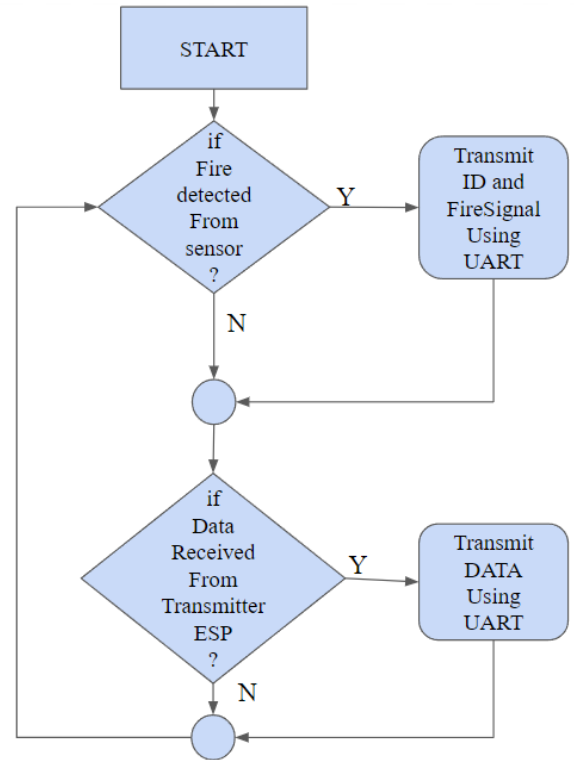 START
if
Fire
detected
From
sensor
?
Y
Transmit
ID and
FireSignal
Using
UART
N
if
Data
Received
From
Transmitter
ESP
?
Y
Transmit
DATA
Using
UART
N